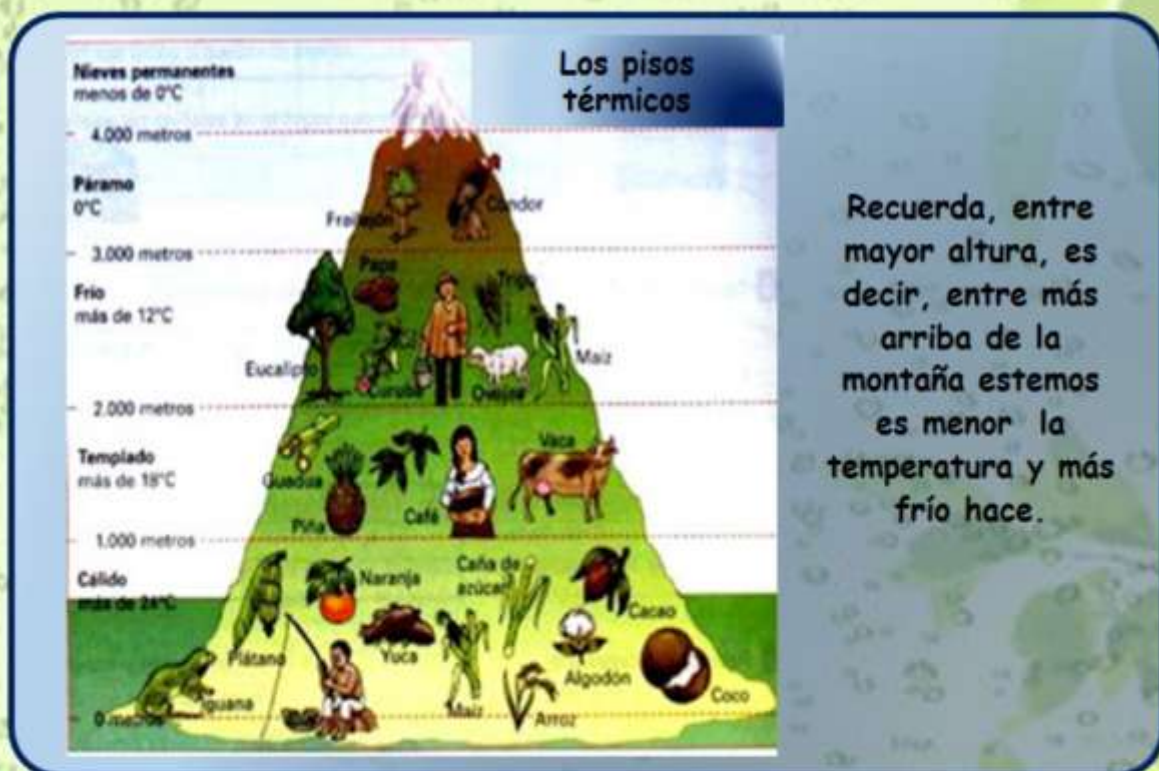 Los pisos
térmicos
Nieves permanentes
menos de 0°C
4.000 metros
Páramo
0°C
Frailejón
Cóndor
3.000 metros
Frío
más de 12°C
Papa
Trigo
Eucalipto
Curuba
Ovejas
Maíz
2.000 metros
Templado
más de 18°C
Guadua
Piña
Café
Vaca
1.000 metros
Cálido
más de 24°C
Naranja
Caña de
azúcar
Cacao
Plátano
Yuca
Algodón
Iguana
Maíz
Arroz
Coco
0 metros
Recuerda, entre
mayor altura, es
decir, entre más
arriba de la
montaña estemos
es menor la
temperatura y más
frío hace.